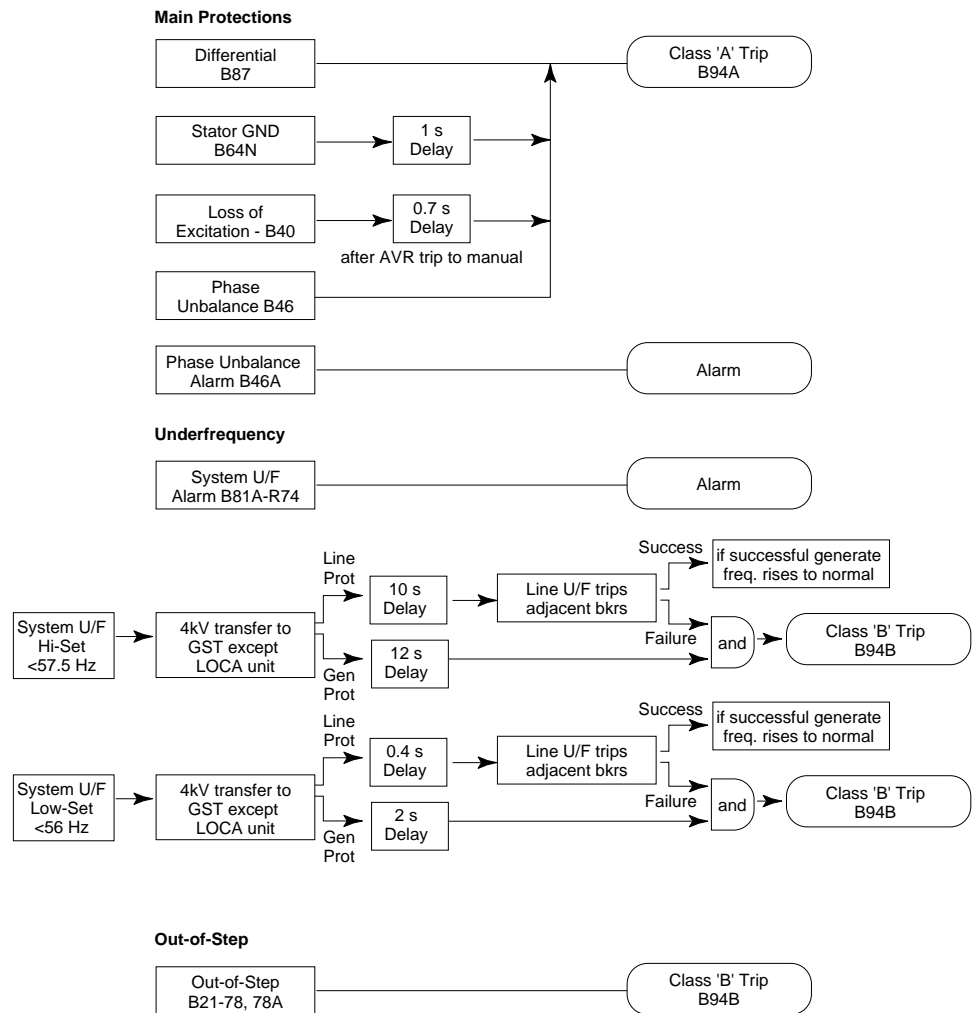 Main Protections
Differential
B87
Class 'A' Trip
B94A
Stator GND
B64N
1 s
Delay
Loss of
Excitation - B40
0.7 s
Delay
after AVR trip to manual
Phase
Unbalance B46
Phase Unbalance
Alarm B46A
Alarm
Underfrequency
System U/F
Alarm B81A-R74
Alarm
System U/F
Hi-Set
<57.5 Hz
4kV transfer to
GST except
LOCA unit
Line
Prot
10 s
Delay
Gen
Prot
12 s
Delay
Line U/F trips
adjacent bkrs
Success
if successful generate
freq. rises to normal
Failure
and
Class 'B' Trip
B94B
System U/F
Low-Set
<56 Hz
4kV transfer to
GST except
LOCA unit
Line
Prot
0.4 s
Delay
Gen
Prot
2 s
Delay
Line U/F trips
adjacent bkrs
Success
if successful generate
freq. rises to normal
Failure
and
Class 'B' Trip
B94B
Out-of-Step
Out-of-Step
B21-78, 78A
Class 'B' Trip
B94B